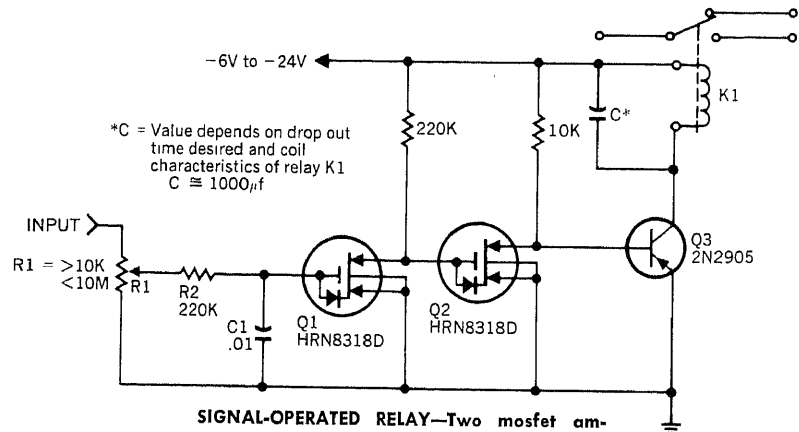 −6V to −24V
K1
C*
220K
10K
*C = Value depends on drop out
time desired and coil
characteristics of relay K1
C ≅ 1000μf
INPUT
R1 = >10K
<10M
R1
R2
220K
C1
.01
Q1
HRN8318D
Q2
HRN8318D
Q3
2N2905
SIGNAL-OPERATED RELAY—Two mosfet am-